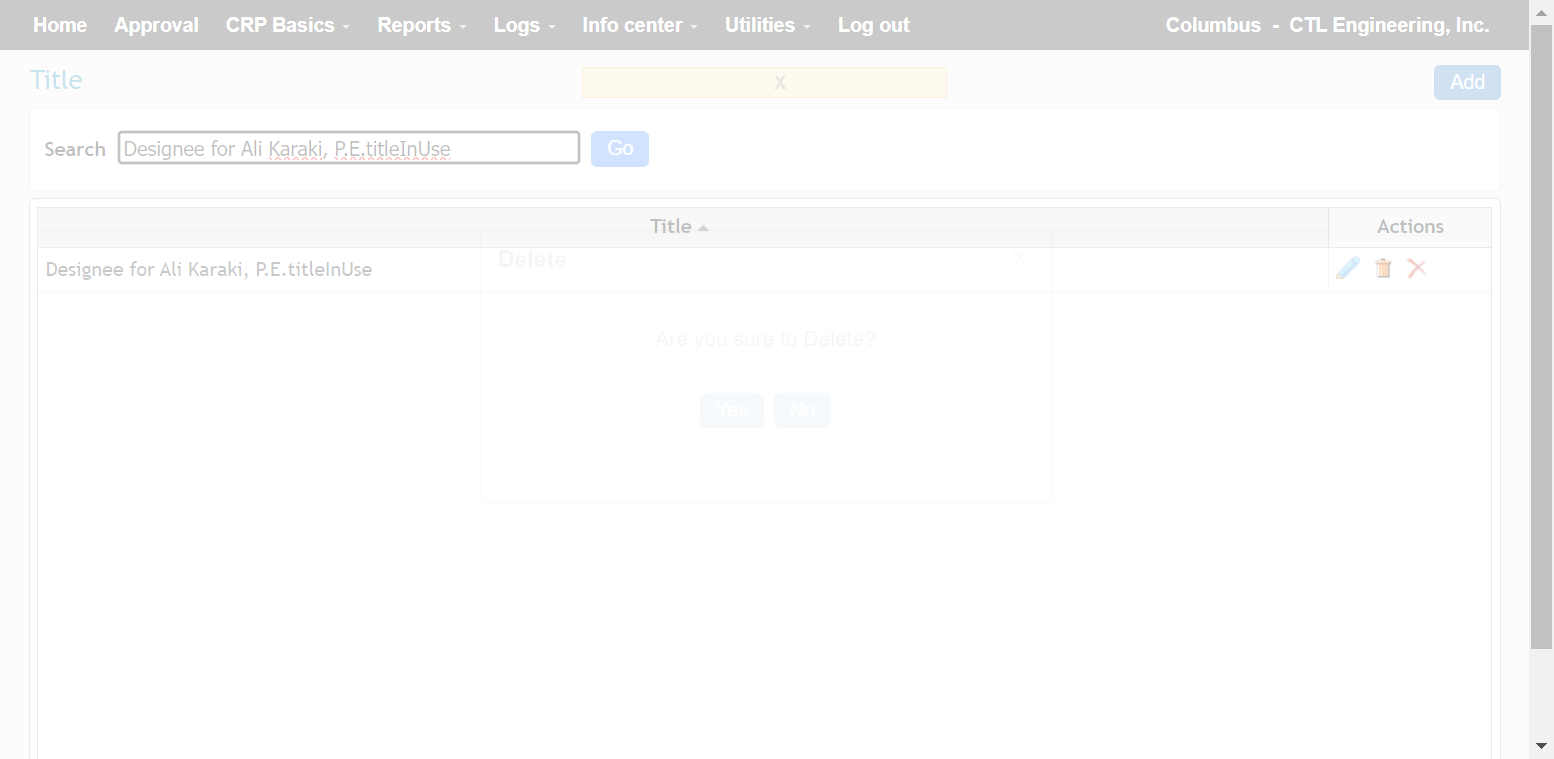 Home Approval CRP Basics Reports Logs Info center Utilities Log out Columbus - CTL Engineering, Inc.
Title X Add
Search Designee for Ali Karaki, P.E.titleInUse Go
Title Actions
Designee for Ali Karaki, P.E.titleInUse
Delete X
Are you sure to Delete?
Yes No